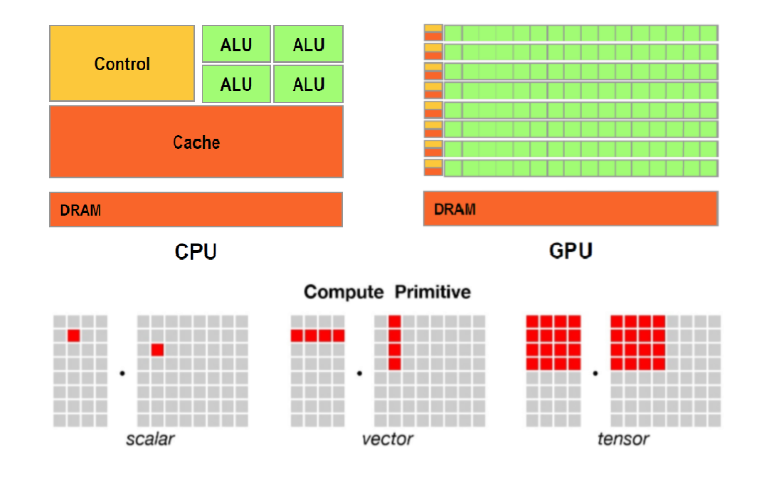 Control
ALU ALU
ALU ALU
Cache
DRAM
CPU
DRAM
GPU
Compute Primitive
scalar
vector
tensor